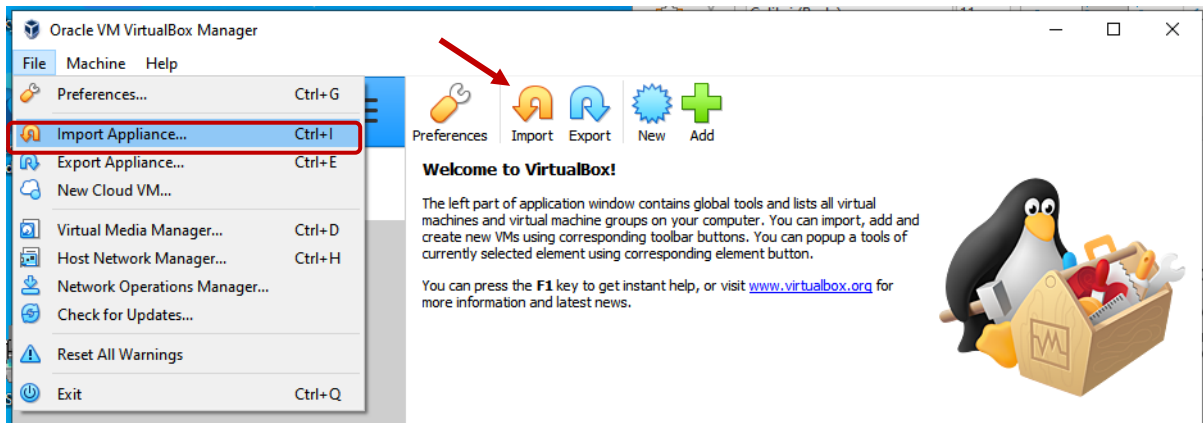 Oracle VM VirtualBox Manager
File Machine Help
Preferences... Ctrl+G
Import Appliance... Ctrl+I
Export Appliance... Ctrl+E
New Cloud VM...
Virtual Media Manager... Ctrl+D
Host Network Manager... Ctrl+H
Network Operations Manager...
Check for Updates...
Reset All Warnings
Exit Ctrl+Q
Preferences Import Export New Add
Welcome to VirtualBox!
The left part of application window contains global tools and lists all virtual
machines and virtual machine groups on your computer. You can import, add and
create new VMs using corresponding toolbar buttons. You can popup a tools of
currently selected element using corresponding element button.
You can press the F1 key to get instant help, or visit www.virtualbox.org for
more information and latest news.